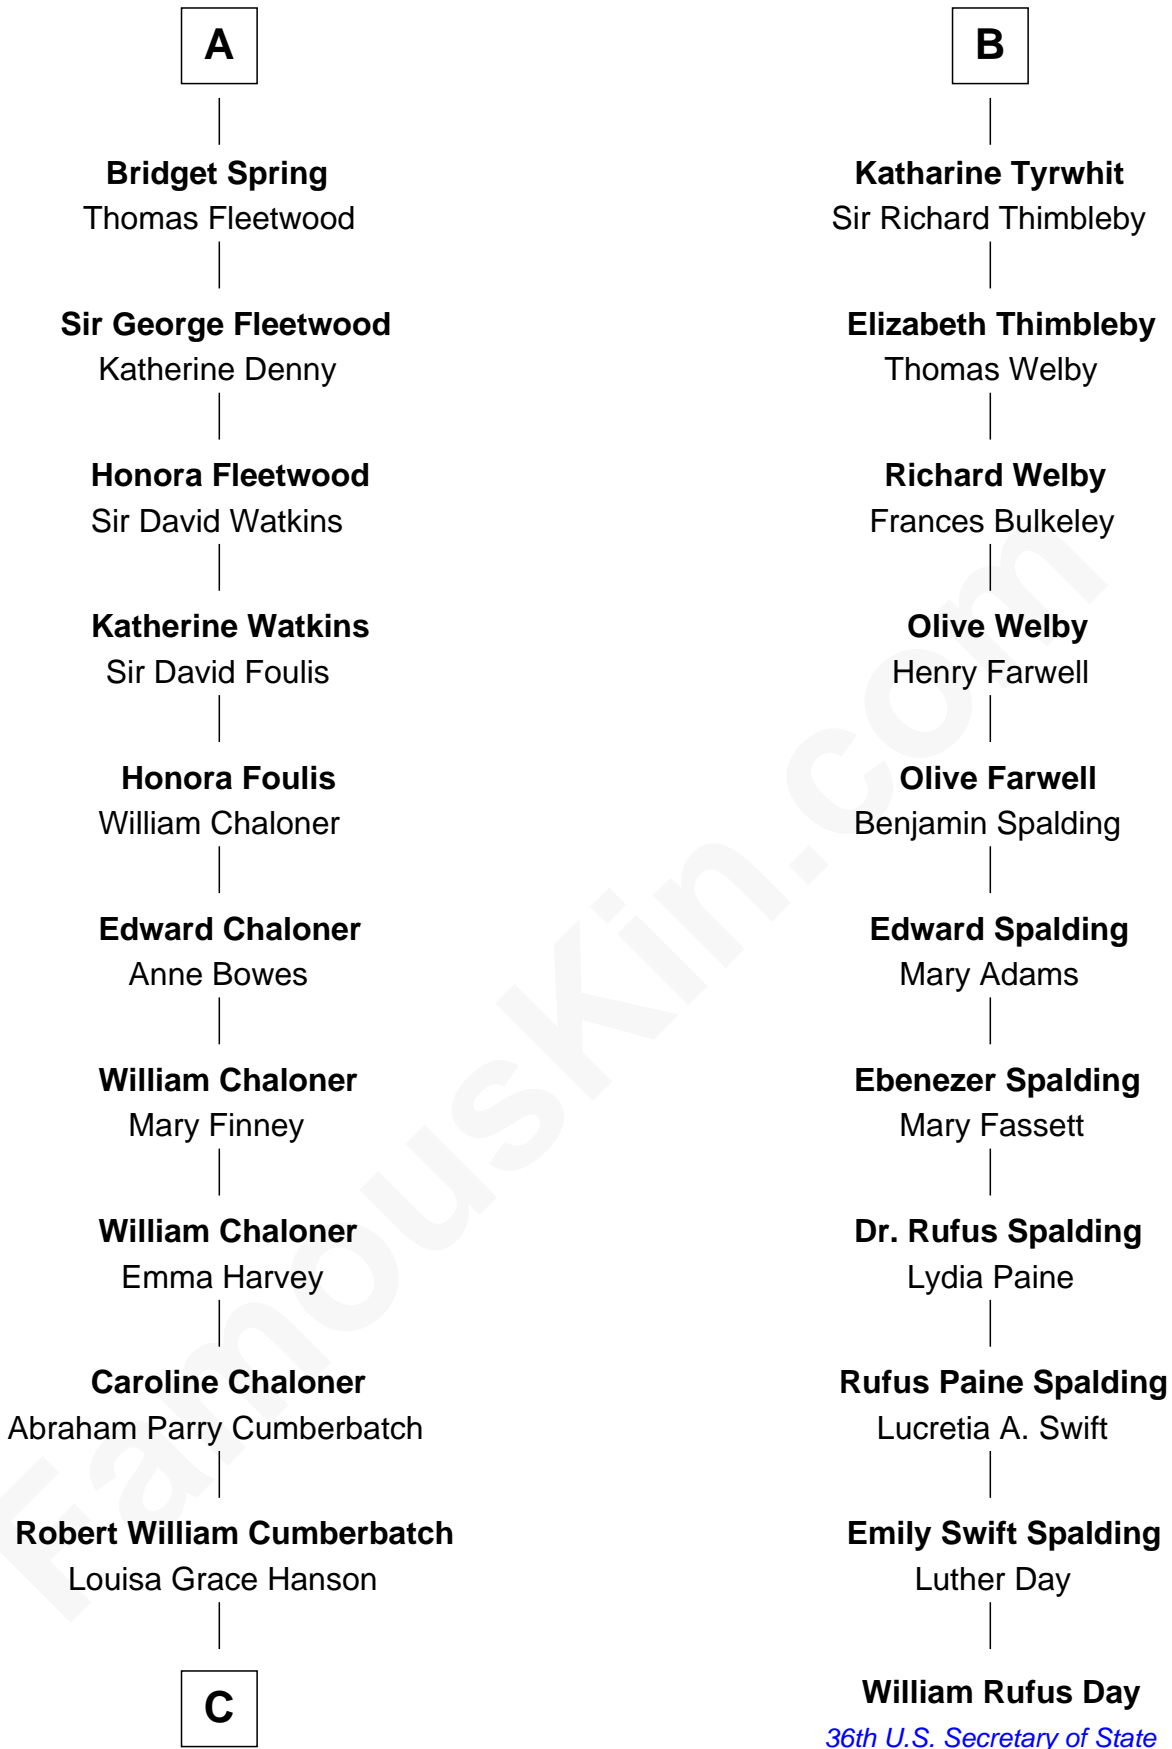 A
Bridget Spring
Thomas Fleetwood
Sir George Fleetwood
Katherine Denny
Honora Fleetwood
Sir David Watkins
Katherine Watkins
Sir David Foulis
Honora Foulis
William Chaloner
Edward Chaloner
Anne Bowes
William Chaloner
Mary Finney
William Chaloner
Emma Harvey
Caroline Chaloner
Abraham Parry Cumberbatch
Robert William Cumberbatch
Louisa Grace Hanson
C
B
Katharine Tyrwhit
Sir Richard Thimbleby
Elizabeth Thimbleby
Thomas Welby
Richard Welby
Frances Bulkeley
Olive Welby
Henry Farwell
Olive Farwell
Benjamin Spalding
Edward Spalding
Mary Adams
Ebenezer Spalding
Mary Fassett
Dr. Rufus Spalding
Lydia Paine
Rufus Paine Spalding
Lucretia A. Swift
Emily Swift Spalding
Luther Day
William Rufus Day
36th U.S. Secretary of State
FamousKin.com